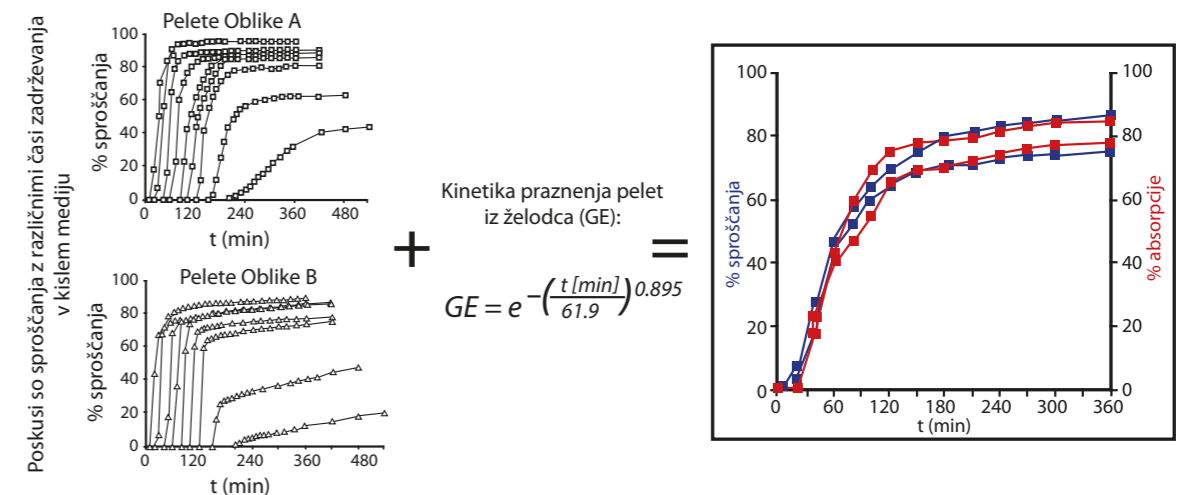 Poskusi so sproščanja z različnimi časi zadrževanja
v kislem mediju
Pelete Oblike A
% sproščanja
100
80
60
40
20
0
0 120 240 360 480
t (min)
Pelete Oblike B
% sproščanja
100
80
60
40
20
0
0 120 240 360 480
t (min)
+
Kinetika praznenja pelet
iz želodca (GE):
GE = e^-(t [min]/61.9)^0.895
=
% sproščanja
100
80
60
40
20
0
0 60 120 180 240 300 360
t (min)
100
80
60
40
20
0
% absorpcije